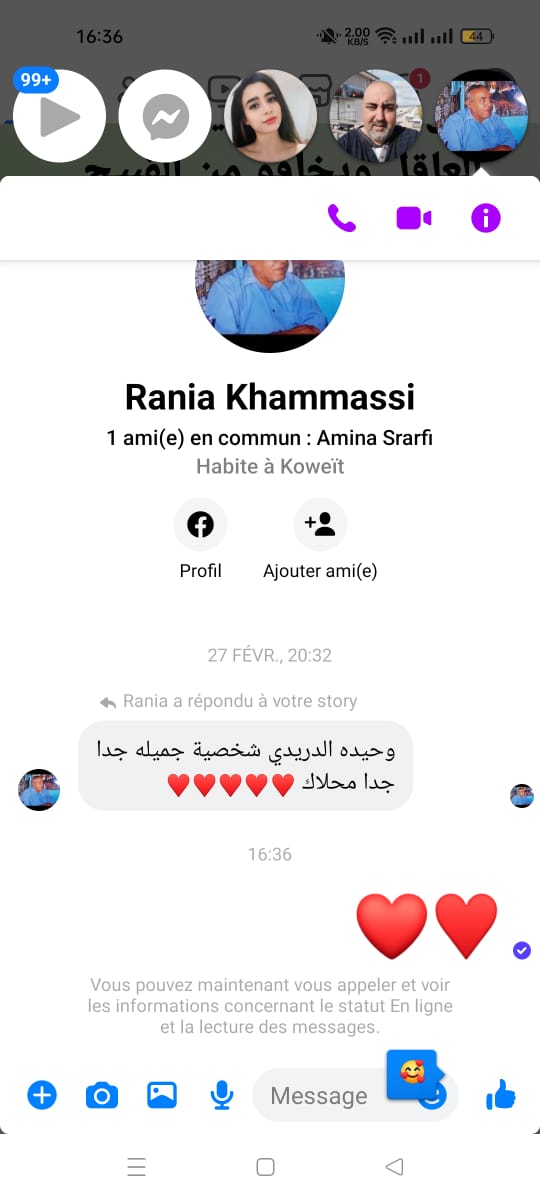 16:36
2.00
KB/S
44
99+
1
Rania Khammassi
1 ami(e) en commun : Amina Srarfi
Habite à Koweït
Profil
Ajouter ami(e)
27 FÉVR., 20:32
Rania a répondu à votre story
وحيده الدريدي شخصية جميله جدا
جدا محلاك ♥️♥️♥️♥️♥️
16:36
❤️♥️
Vous pouvez maintenant vous appeler et voir
les informations concernant le statut En ligne
et la lecture des messages.
Message